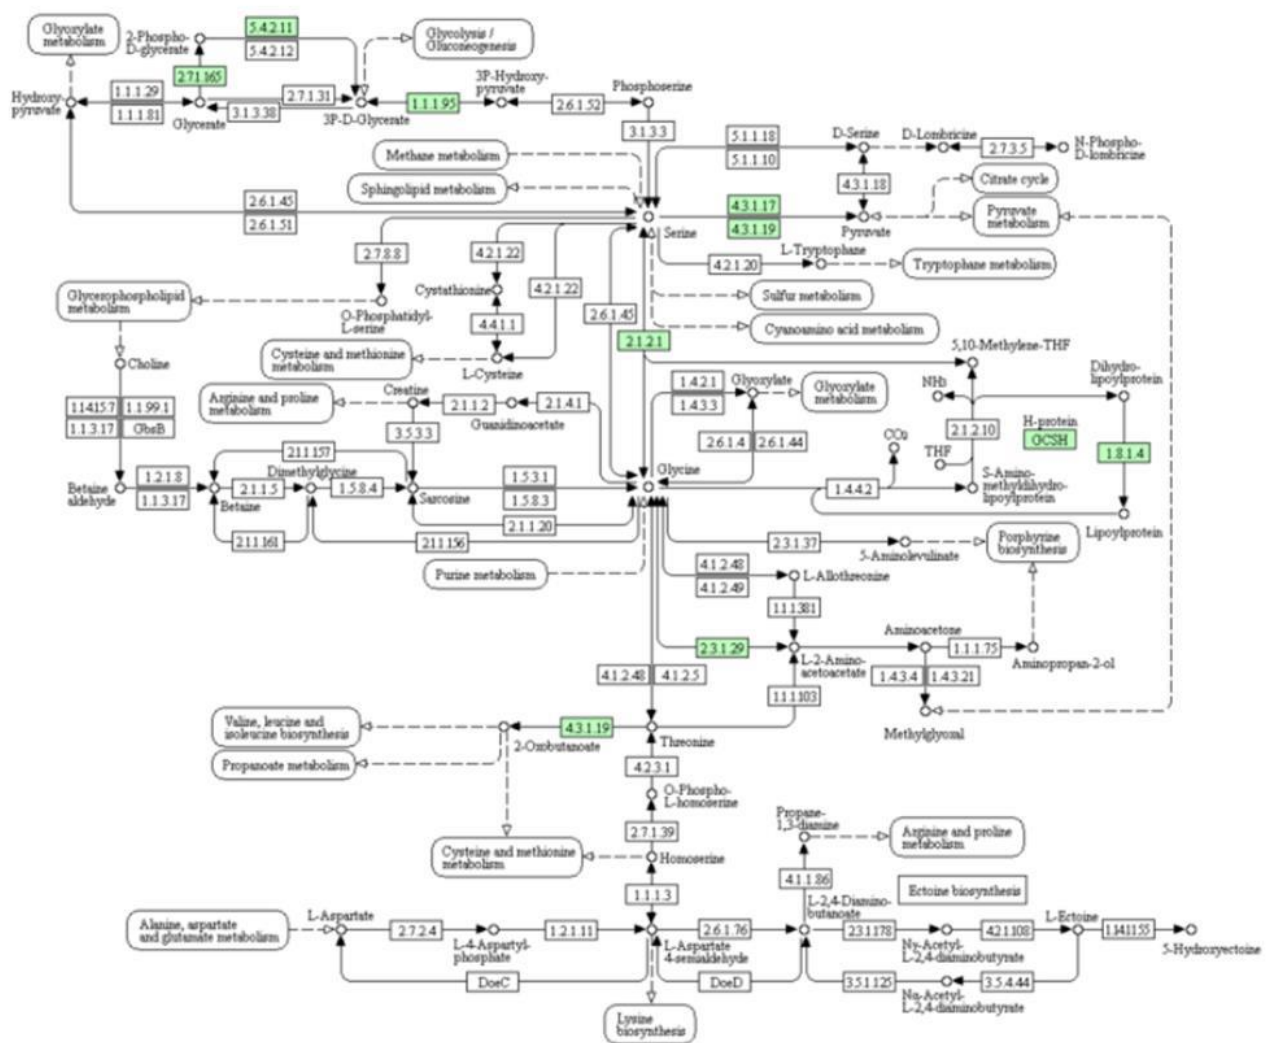 Glyoxylate
metabolism
2-Phospho-
D-glycerate
5.4.2.11
5.4.2.12
Glycolysis /
Gluconeogenesis
2.7.1.165
Hydroxy-
pyruvate
1.1.1.29
1.1.1.81
Glycerate
2.7.1.31
3.1.3.38
3P-D-Glycerate
1.1.1.95
3P-Hydroxy-
pyruvate
2.6.1.52
Phosphoserine
3.1.3.3
Methane metabolism
Sphingolipid metabolism
5.1.1.18
5.1.1.10
D-Serine
D-Lombricine
2.7.3.5
N-Phospho-
D-lombricine
4.3.1.18
Citrate cycle
Pyruvate
metabolism
2.6.1.45
2.6.1.51
Serine
4.3.1.17
4.3.1.19
Pyruvate
2.7.8.8
4.2.1.22
4.2.1.22
L-Tryptophane
4.2.1.20
Tryptophane metabolism
Glycerophospholipid
metabolism
O-Phosphatidyl-
L-serine
Cystathionine
4.4.1.1
2.6.1.45
Sulfur metabolism
Cyanoamino acid metabolism
2.1.2.1
Choline
Cysteine and methionine
metabolism
L-Cysteine
5,10-Methylene-THF
Arginine and proline
metabolism
Creatine
2.1.1.2
Guanidinoacetate
2.1.4.1
1.4.2.1
1.4.3.3
Glyoxylate
Glyoxylate
metabolism
NH3
Dihydro-
lipoylprotein
1.14.15.7
1.1.99.1
1.1.3.17
GbsB
3.5.3.3
2.6.1.4
2.6.1.44
CO2
2.1.2.10
THF
H-protein
GCSH
1.8.1.4
2.1.1.157
Betaine
aldehyde
1.2.1.8
1.1.3.17
Betaine
2.1.1.5
Dimethylglycine
1.5.8.4
Sarcosine
1.5.3.1
1.5.8.3
2.1.1.20
Glycine
1.4.4.2
S-Amino-
methyldihydro-
lipoylprotein
Lipoylprotein
2.1.1.161
2.1.1.156
Purine metabolism
2.3.1.37
5-Aminolevulinate
Porphyrine
biosynthesis
4.1.2.48
4.1.2.49
L-Allothreonine
1.1.1.381
2.3.1.29
L-2-Amino-
acetoacetate
Aminoacetone
1.1.1.75
Aminopropan-2-ol
4.1.2.48
4.1.2.5
1.1.1.103
1.4.3.4
1.4.3.21
Methylglyoxal
Valine, leucine and
isoleucine biosynthesis
2-Oxobutanoate
4.3.1.19
Threonine
Propanoate metabolism
4.2.3.1
O-Phospho-
L-homoserine
2.7.1.39
Cysteine and methionine
metabolism
Homoserine
1.1.1.3
Propane-
1,3-diamine
Arginine and proline
metabolism
4.1.1.86
Ectoine biosynthesis
Alanine, aspartate
and glutamate metabolism
L-Aspartate
2.7.2.4
L-4-Aspartyl-
phosphate
1.2.1.11
L-Aspartate
4-semialdehyde
2.6.1.76
L-2,4-Diamino-
butanoate
2.3.1.178
Nγ-Acetyl-
L-2,4-diaminobutyrate
4.2.1.108
L-Ectoine
1.14.11.55
5-Hydroxyectoine
DoeC
DoeD
3.5.1.125
Nα-Acetyl-
L-2,4-diaminobutyrate
3.5.4.44
Lysine
biosynthesis